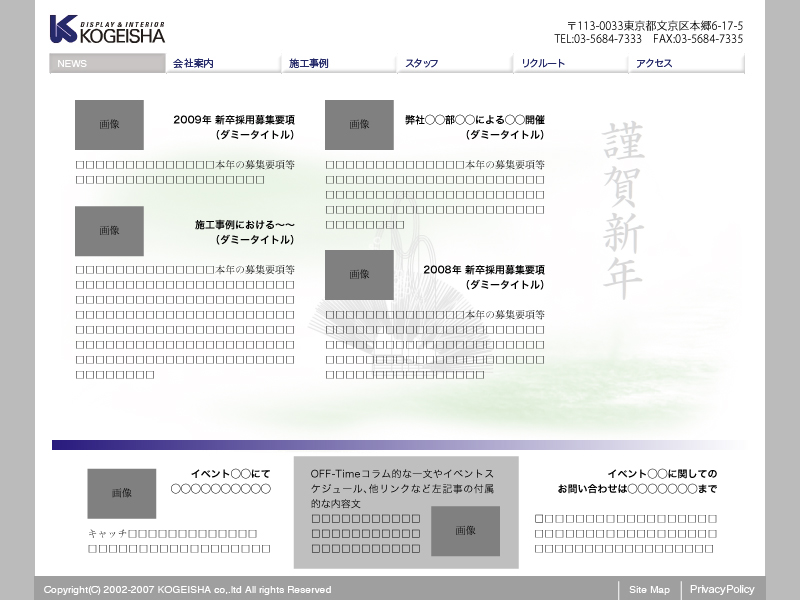 DISPLAY & INTERIOR
KOGEISHA
〒113-0033東京都文京区本郷6-17-5
TEL:03-5684-7333　FAX:03-5684-7335
NEWS
会社案内
施工事例
スタッフ
リクルート
アクセス
画像
2009年 新卒採用募集要項
（ダミータイトル）
□□□□□□□□□□□□□□本年の募集要項等
□□□□□□□□□□□□□□□□□□□
画像
施工事例における〜〜
（ダミータイトル）
□□□□□□□□□□□□□□本年の募集要項等
□□□□□□□□□□□□□□□□□□□□□□
□□□□□□□□□□□□□□□□□□□□□□
□□□□□□□□□□□□□□□□□□□□□□
□□□□□□□□□□□□□□□□□□□□□□
□□□□□□□□□□□□□□□□□□□□□□
□□□□□□□□□□□□□□□□□□□□□□
□□□□□□□□
画像
弊社◯◯部◯◯による◯◯開催
（ダミータイトル）
□□□□□□□□□□□□□□本年の募集要項等
□□□□□□□□□□□□□□□□□□□□□□
□□□□□□□□□□□□□□□□□□□□□□
□□□□□□□□□□□□□□□□□□□□□□
□□□□□□□□
画像
2008年 新卒採用募集要項
（ダミータイトル）
□□□□□□□□□□□□□□本年の募集要項等
□□□□□□□□□□□□□□□□□□□□□□
□□□□□□□□□□□□□□□□□□□□□□
□□□□□□□□□□□□□□□□□□□□□□
□□□□□□□□□□□□□□□□
謹賀新年
画像
イベント◯◯にて
◯◯◯◯◯◯◯◯◯◯
キャッチ□□□□□□□□□□□□□
□□□□□□□□□□□□□□□□□□
OFF-Timeコラム的な一文やイベントス
ケジュール、他リンクなど左記事の付属
的な内容文
□□□□□□□□□□□
□□□□□□□□□□□
□□□□□□□□□□□
画像
イベント◯◯に関しての
お問い合わせは◯◯◯◯◯◯◯まで
□□□□□□□□□□□□□□□□□□
□□□□□□□□□□□□□□□□□□
□□□□□□□□□□□□□□□□□□
Copyright(C) 2002-2007 KOGEISHA co,.ltd All rights Reserved
Site Map
PrivacyPolicy